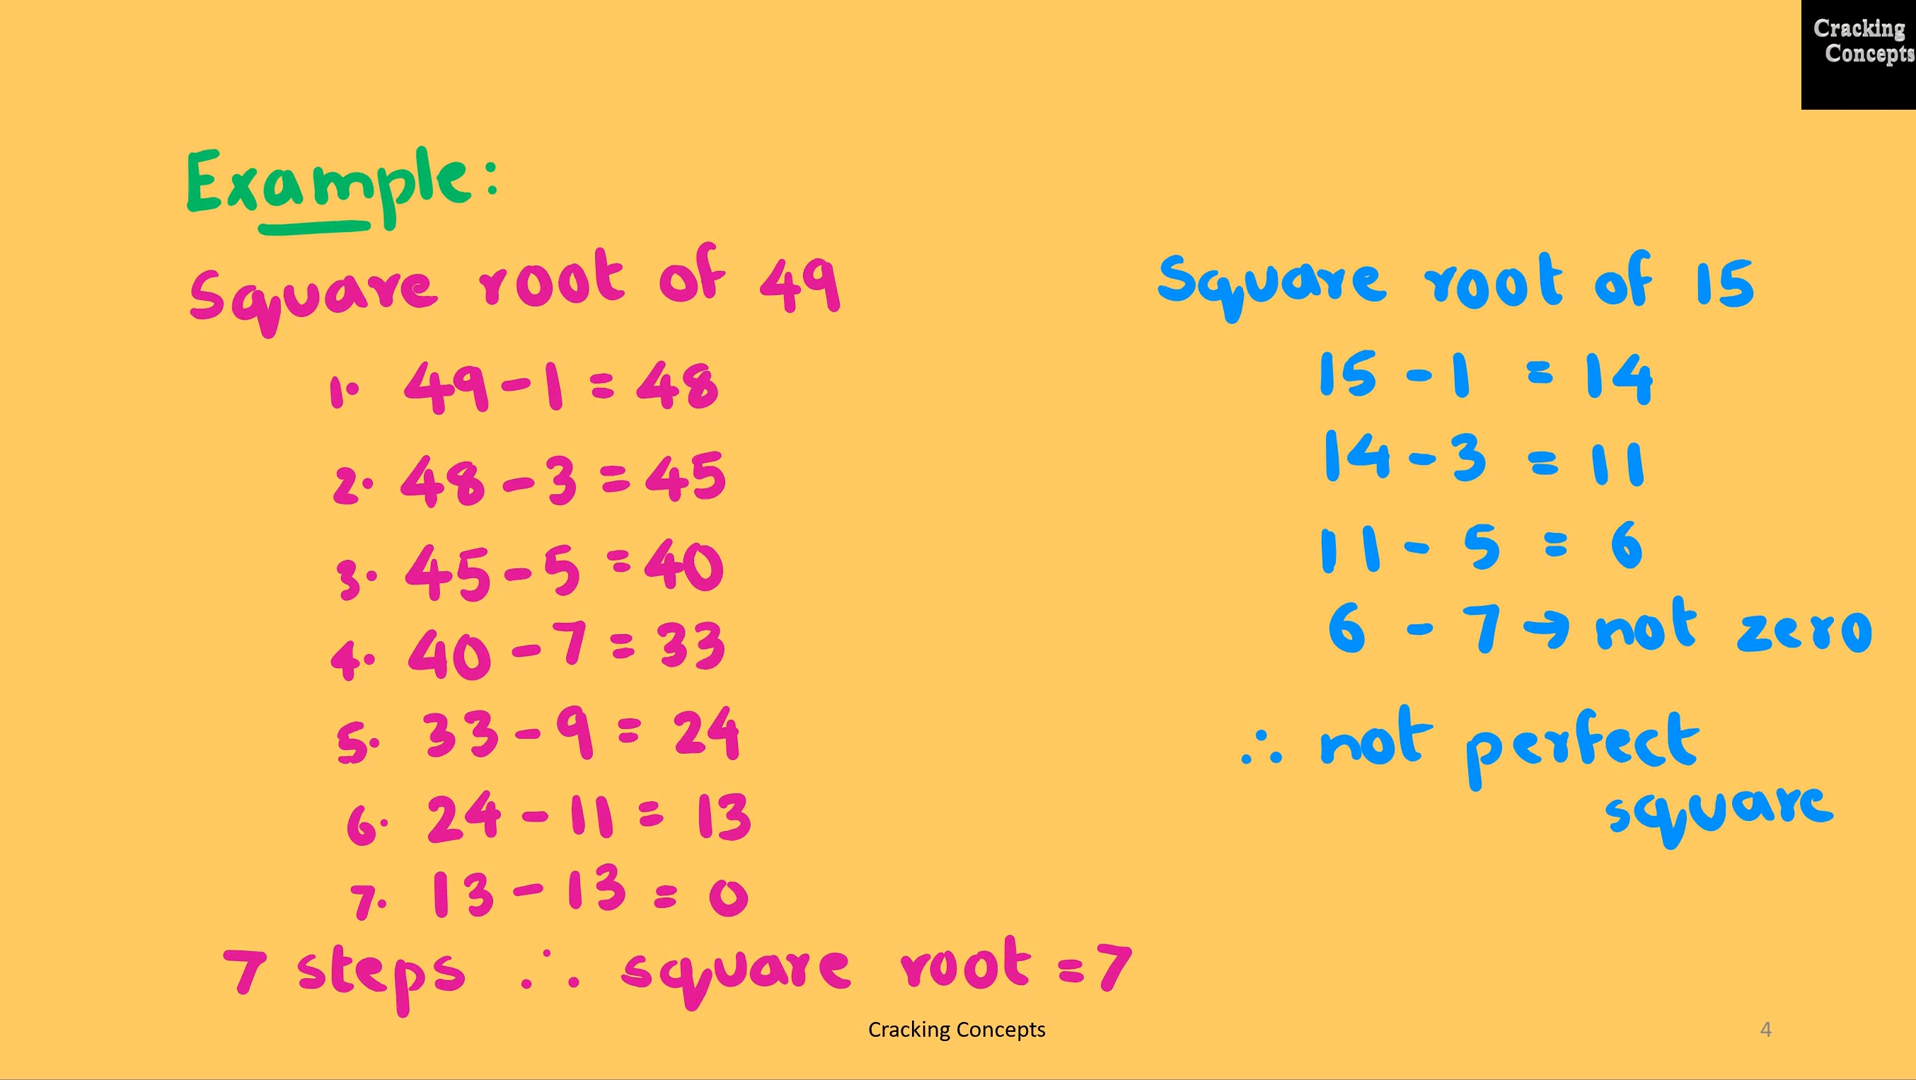 Cracking
Concepts
Example:
Square root of 49
1. 49 - 1 = 48
2. 48 - 3 = 45
3. 45 - 5 = 40
4. 40 - 7 = 33
5. 33 - 9 = 24
6. 24 - 11 = 13
7. 13 - 13 = 0
7 steps ∴ square root = 7
Square root of 15
15 - 1 = 14
14 - 3 = 11
11 - 5 = 6
6 - 7 → not zero
∴ not perfect
square
Cracking Concepts
4